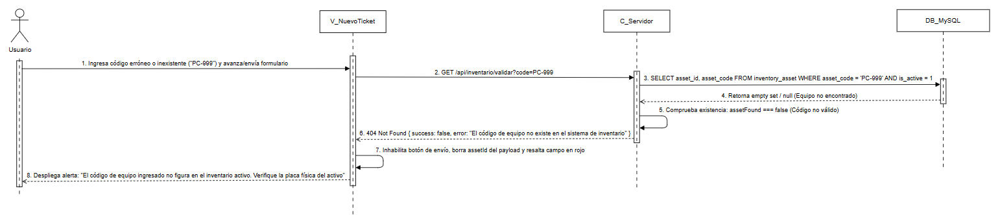 V_NuevoTicket
C_Servidor
DB_MySQL
Usuario
1. Ingresa código erróneo o inexistente ("PC-999") y avanza/envía formulario
2. GET /api/inventario/validar?code=PC-999
3. SELECT asset_id, asset_code FROM inventory_asset WHERE asset_code = 'PC-999' AND is_active = 1
4. Retorna empty set / null (Equipo no encontrado)
5. Comprueba existencia: assetFound === false (Código no válido)
6. 404 Not Found { success: false, error: "El código de equipo no existe en el sistema de inventario" }
7. Inhabilita botón de envío, borra assetId del payload y resalta campo en rojo
8. Despliega alerta: "El código de equipo ingresado no figura en el inventario activo. Verifique la placa física del activo"